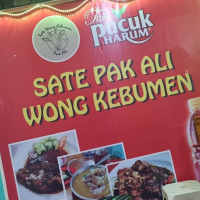 Pucuk
HARUM
SATE PAK ALI
WONG KEBUMEN